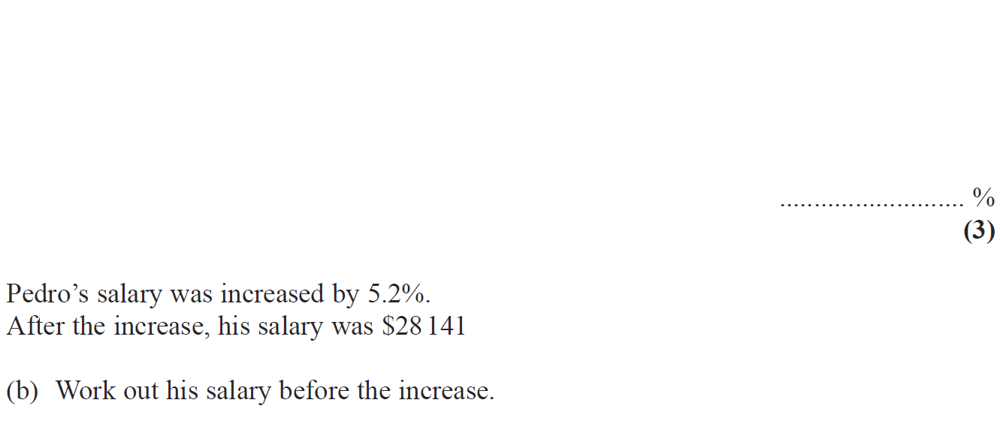 ........................... %
(3)
Pedro’s salary was increased by 5.2%.
After the increase, his salary was $28 141
(b) Work out his salary before the increase.